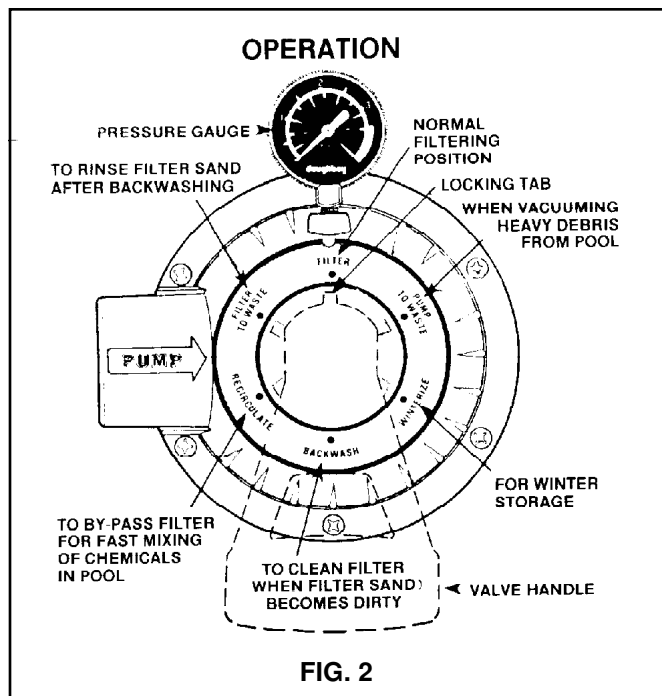 OPERATION
PRESSURE GAUGE
NORMAL
FILTERING
POSITION
TO RINSE FILTER SAND
AFTER BACKWASHING
LOCKING TAB
WHEN VACUUMING
HEAVY DEBRIS
FROM POOL
FILTER
FILTER
TO WASTE
PUMP
TO WASTE
PUMP
RECIRCULATE
WINTERIZE
BACKWASH
FOR WINTER
STORAGE
TO BY-PASS FILTER
FOR FAST MIXING
OF CHEMICALS
IN POOL
TO CLEAN FILTER
WHEN FILTER SAND)
BECOMES DIRTY
VALVE HANDLE
FIG. 2